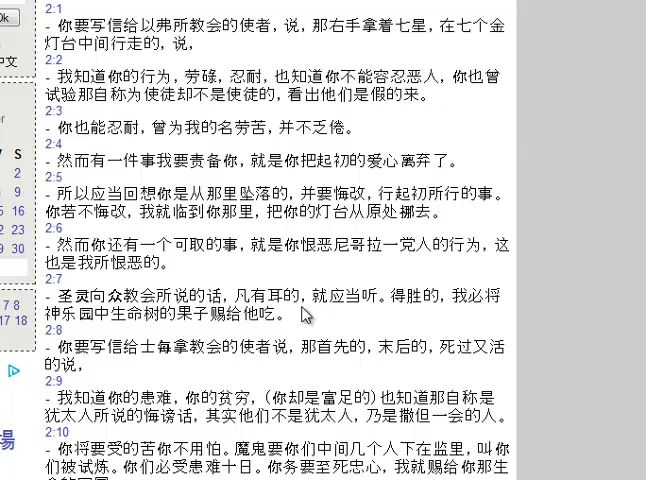 Ok
2:1
- 你要写信给以弗所教会的使者，说，那右手拿着七星，在七个金
灯台中间行走的，说，
2:2
中文
- 我知道你的行为，劳碌，忍耐，也知道你不能容忍恶人，你也曾
试验那自称为使徒却不是使徒的，看出他们是假的来。
2:3
- 你也能忍耐，曾为我的名劳苦，并不乏倦。
2:4
S
- 然而有一件事我要责备你，就是你把起初的爱心离弃了。
2
2:5
9
- 所以应当回想你是从那里坠落的，并要悔改，行起初所行的事。
你若不悔改，我就临到你那里，把你的灯台从原处挪去。
16
2:6
23
- 然而你还有一个可取的事，就是你恨恶尼哥拉一党人的行为，这
也是我所恨恶的。
30
2:7
- 圣灵向众教会所说的话，凡有耳的，就应当听。得胜的，我必将
神乐园中生命树的果子赐给他吃。
7 8
17 18
2:8
- 你要写信给士每拿教会的使者说，那首先的，末后的，死过又活
的说，
2:9
- 我知道你的患难，你的贫穷，(你却是富足的)也知道那自称是
犹太人所说的悔谤话，其实他们不是犹太人，乃是撒但一会的人。
2:10
場
- 你将要受的苦你不用怕。魔鬼要你们中间几个人下在监里，叫你
们被试炼。你们必受患难十日。你务要至死忠心，我就赐给你那生